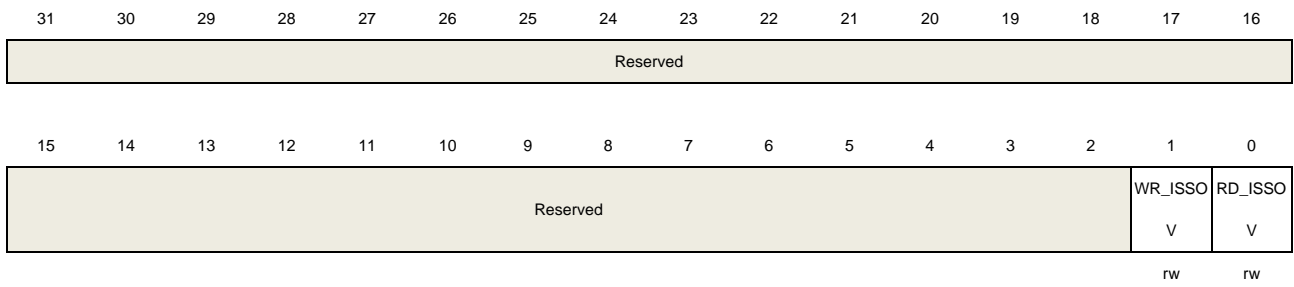 31 30 29 28 27 26 25 24 23 22 21 20 19 18 17 16
Reserved
15 14 13 12 11 10 9 8 7 6 5 4 3 2 1 0
Reserved WR_ISSO RD_ISSO
V V
rw rw